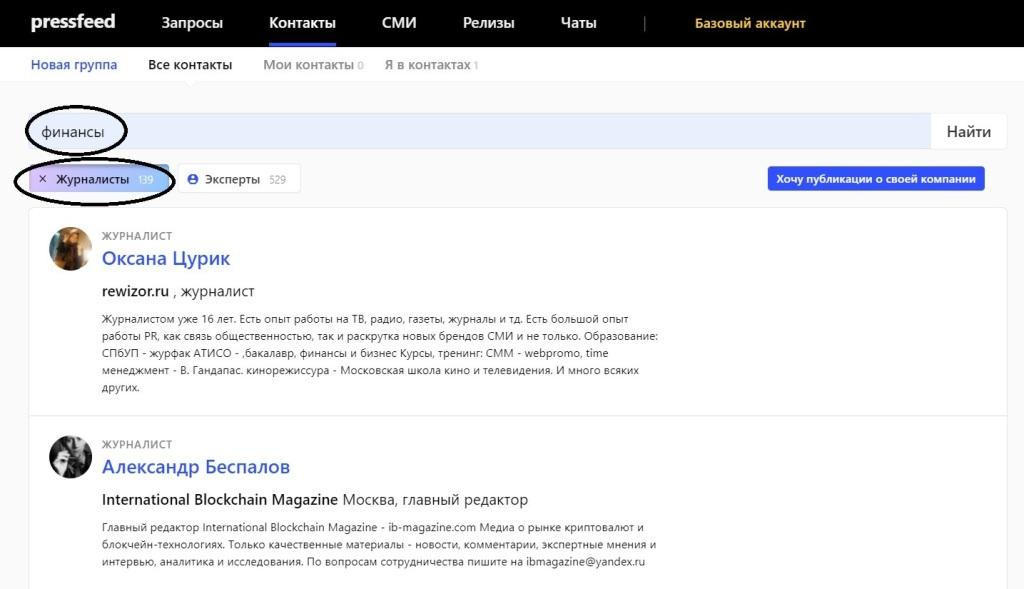 pressfeed Запросы Контакты СМИ Релизы Чаты | Базовый аккаунт
Новая группа Все контакты Мои контакты 0 Я в контактах 1
финансы Найти
× Журналисты 139 Эксперты 529 Хочу публикации о своей компании
ЖУРНАЛИСТ
Оксана Цурик
rewizor.ru , журналист
Журналистом уже 16 лет. Есть опыт работы на ТВ, радио, газеты, журналы и тд. Есть большой опыт
работы PR, как связь общественностью, так и раскрутка новых брендов СМИ и не только. Образование:
СПбУП - журфак АТИСО - ,бакалавр, финансы и бизнес Курсы, тренинг: СММ - webpromo, time
менеджмент - В. Гандапас. кинорежиссура - Московская школа кино и телевидения. И много всяких
других.
ЖУРНАЛИСТ
Александр Беспалов
International Blockchain Magazine Москва, главный редактор
Главный редактор International Blockchain Magazine - ib-magazine.com Медиа о рынке криптовалют и
блокчейн-технологиях. Только качественные материалы - новости, комментарии, экспертные мнения и
интервью, аналитика и исследования. По вопросам сотрудничества пишите на ibmagazine@yandex.ru